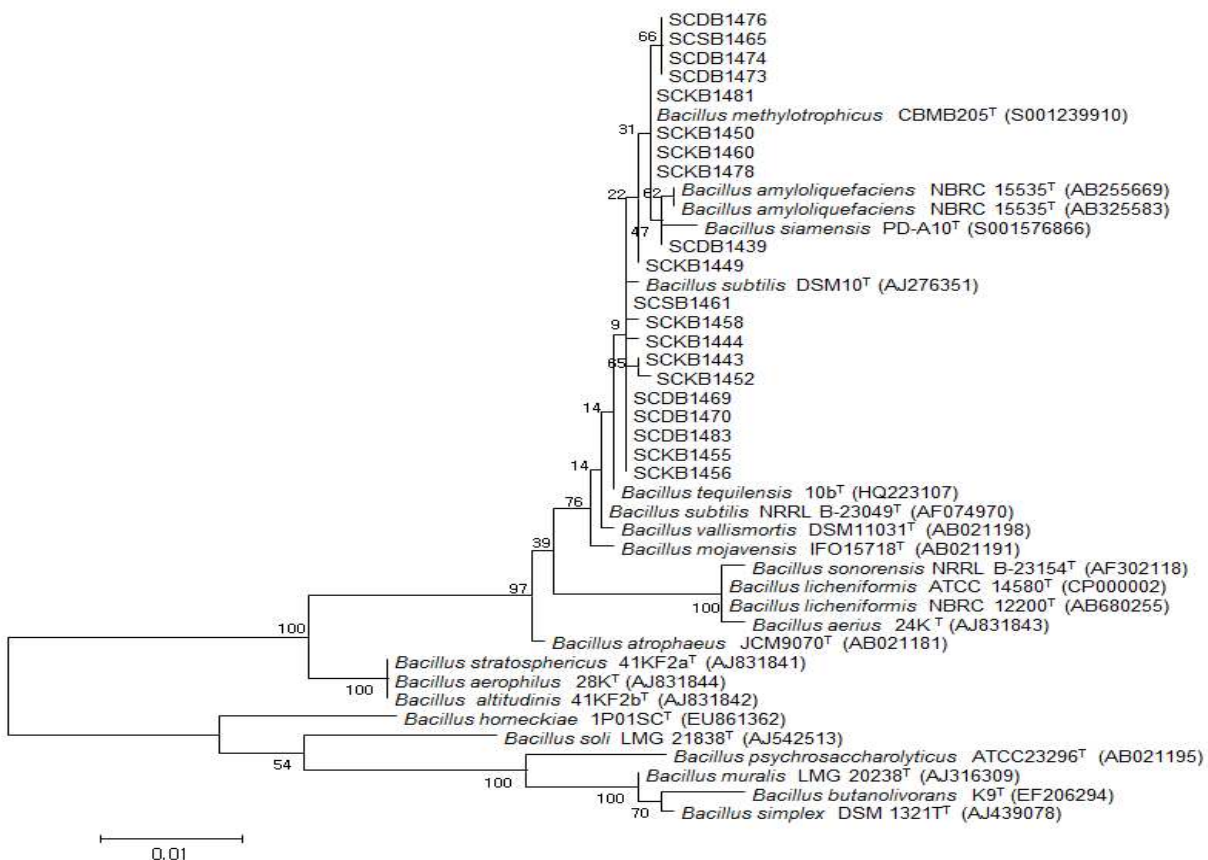 SCDB1476
66
SCSB1465
SCDB1474
SCDB1473
SCKB1481
Bacillus methylotrophicus CBMB205ᵀ (S001239910)
31
SCKB1450
SCKB1460
SCKB1478
22
62
Bacillus amyloliquefaciens NBRC 15535ᵀ (AB255669)
Bacillus amyloliquefaciens NBRC 15535ᵀ (AB325583)
47
Bacillus siamensis PD-A10ᵀ (S001576866)
SCDB1439
SCKB1449
Bacillus subtilis DSM10ᵀ (AJ276351)
SCSB1461
9
SCKB1458
SCKB1444
65
SCKB1443
SCKB1452
SCDB1469
14
SCDB1470
SCDB1483
SCKB1455
14
SCKB1456
Bacillus tequilensis 10bᵀ (HQ223107)
76
Bacillus subtilis NRRL B-23049ᵀ (AF074970)
Bacillus vallismortis DSM11031ᵀ (AB021198)
39
Bacillus mojavensis IFO15718ᵀ (AB021191)
Bacillus sonorensis NRRL B-23154ᵀ (AF302118)
97
Bacillus licheniformis ATCC 14580ᵀ (CP000002)
100
Bacillus licheniformis NBRC 12200ᵀ (AB680255)
Bacillus aerius 24Kᵀ (AJ831843)
100
Bacillus atrophaeus JCM9070ᵀ (AB021181)
Bacillus stratosphericus 41KF2aᵀ (AJ831841)
100
Bacillus aerophilus 28Kᵀ (AJ831844)
Bacillus altitudinis 41KF2bᵀ (AJ831842)
Bacillus horneckiae 1P01SCᵀ (EU861362)
Bacillus soli LMG 21838ᵀ (AJ542513)
54
Bacillus psychrosaccharolyticus ATCC23296ᵀ (AB021195)
100
Bacillus muralis LMG 20238ᵀ (AJ316309)
100
Bacillus butanolivorans K9ᵀ (EF206294)
70
Bacillus simplex DSM 1321Tᵀ (AJ439078)
0.01